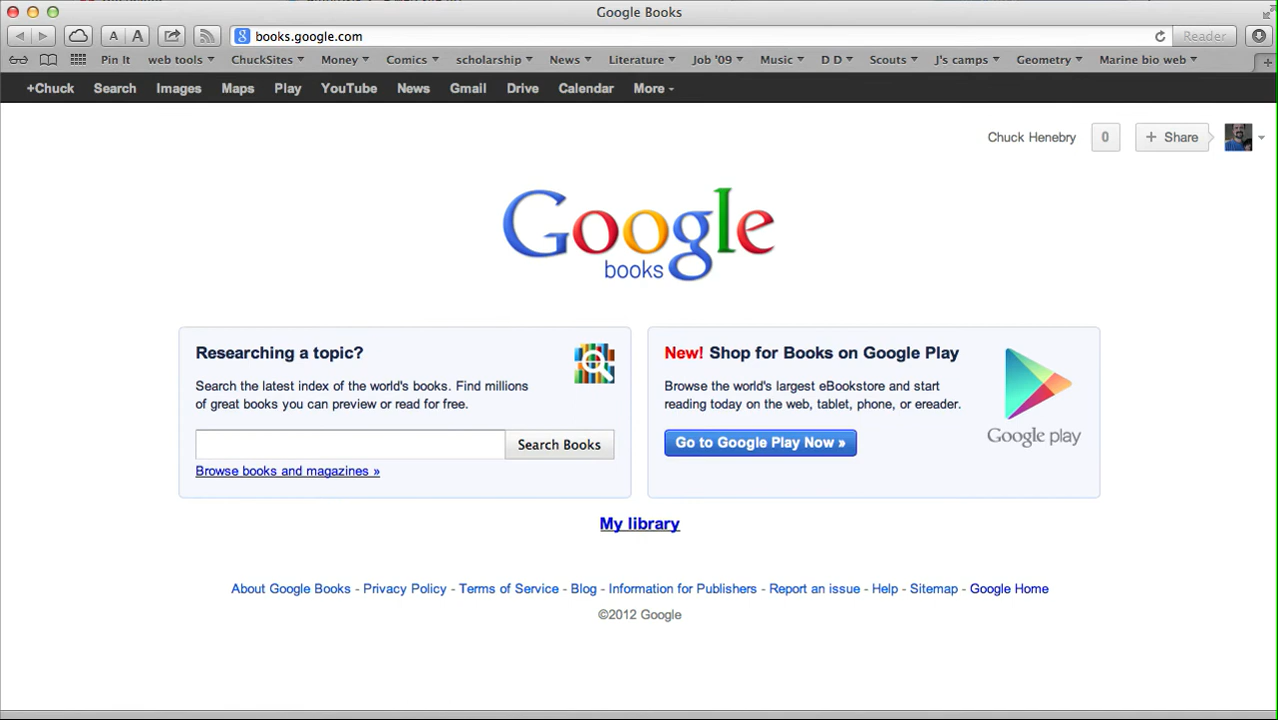 Google Books
A A
g books.google.com Reader
Pin It web tools ChuckSites Money Comics scholarship News Literature Job '09 Music D D Scouts J's camps Geometry Marine bio web
+Chuck Search Images Maps Play YouTube News Gmail Drive Calendar More
Chuck Henebry 0 + Share
Google
books
Researching a topic?
Search the latest index of the world's books. Find millions
of great books you can preview or read for free.
Search Books
Browse books and magazines »
New! Shop for Books on Google Play
Browse the world's largest eBookstore and start
reading today on the web, tablet, phone, or ereader.
Go to Google Play Now »
Google play
My library
About Google Books - Privacy Policy - Terms of Service - Blog - Information for Publishers - Report an issue - Help - Sitemap - Google Home
©2012 Google